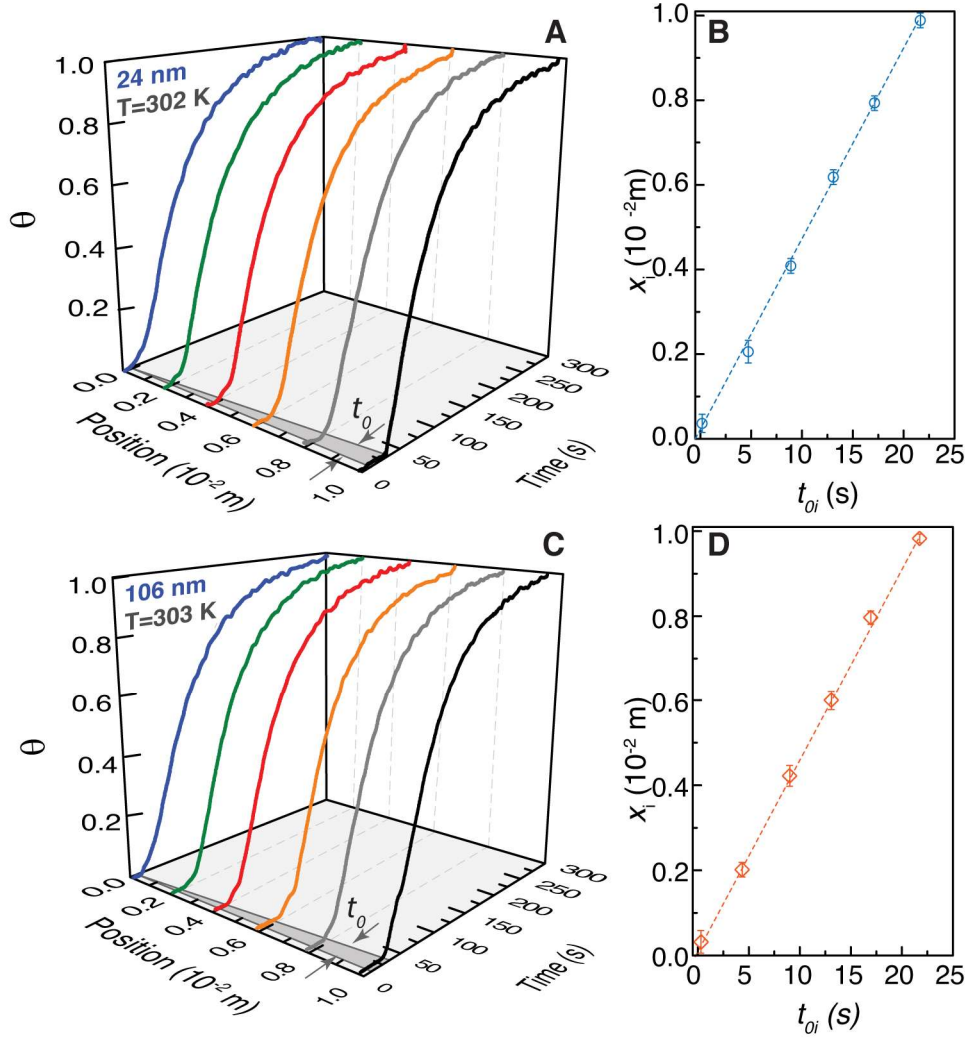 A
24 nm
T=302 K
θ
1.0
0.8
0.6
0.4
0.2
0.0
0.2
0.4
0.6
0.8
1.0
Position (10⁻² m)
0
50
100
150
200
250
300
Time (s)
t₀
B
xᵢ (10 ⁻²m)
1.0
0.8
0.6
0.4
0.2
0.0
0 5 10 15 20 25
t₀ᵢ (s)
C
106 nm
T=303 K
θ
1.0
0.8
0.6
0.4
0.2
0.0
0.2
0.4
0.6
0.8
1.0
Position (10⁻² m)
0
50
100
150
200
250
300
Time (s)
t₀
D
xᵢ (10⁻² m)
1.0
0.8
0.6
0.4
0.2
0.0
0 5 10 15 20 25
t₀ᵢ (s)